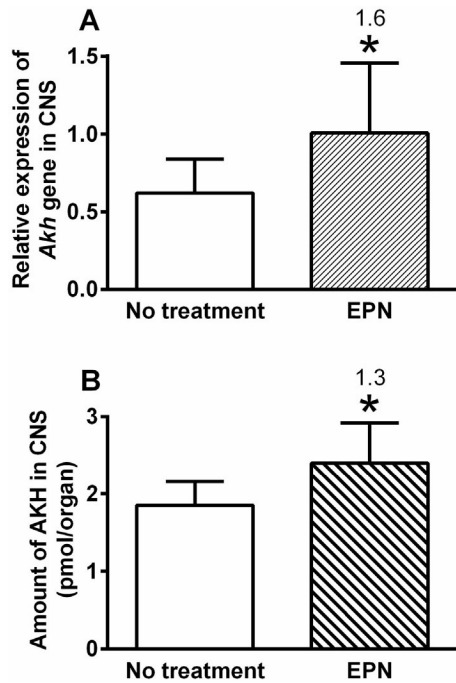 A
1.6
*
Relative expression of
Akh gene in CNS
1.5
1.0
0.5
0.0
No treatment
EPN
B
1.3
*
Amount of AKH in CNS
(pmol/organ)
3
2
1
0
No treatment
EPN